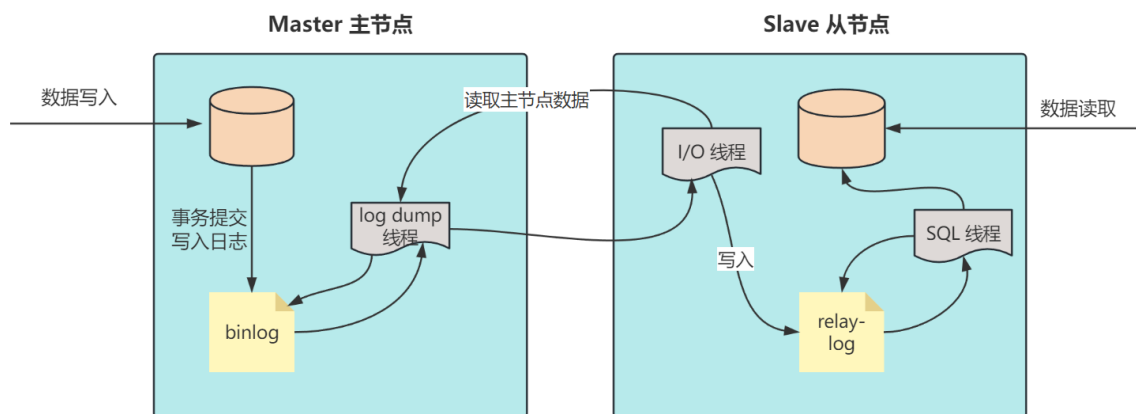 Master 主节点
Slave 从节点
数据写入
读取主节点数据
数据读取
I/O 线程
事务提交
写入日志
log dump
线程
SQL 线程
写入
binlog
relay-
log